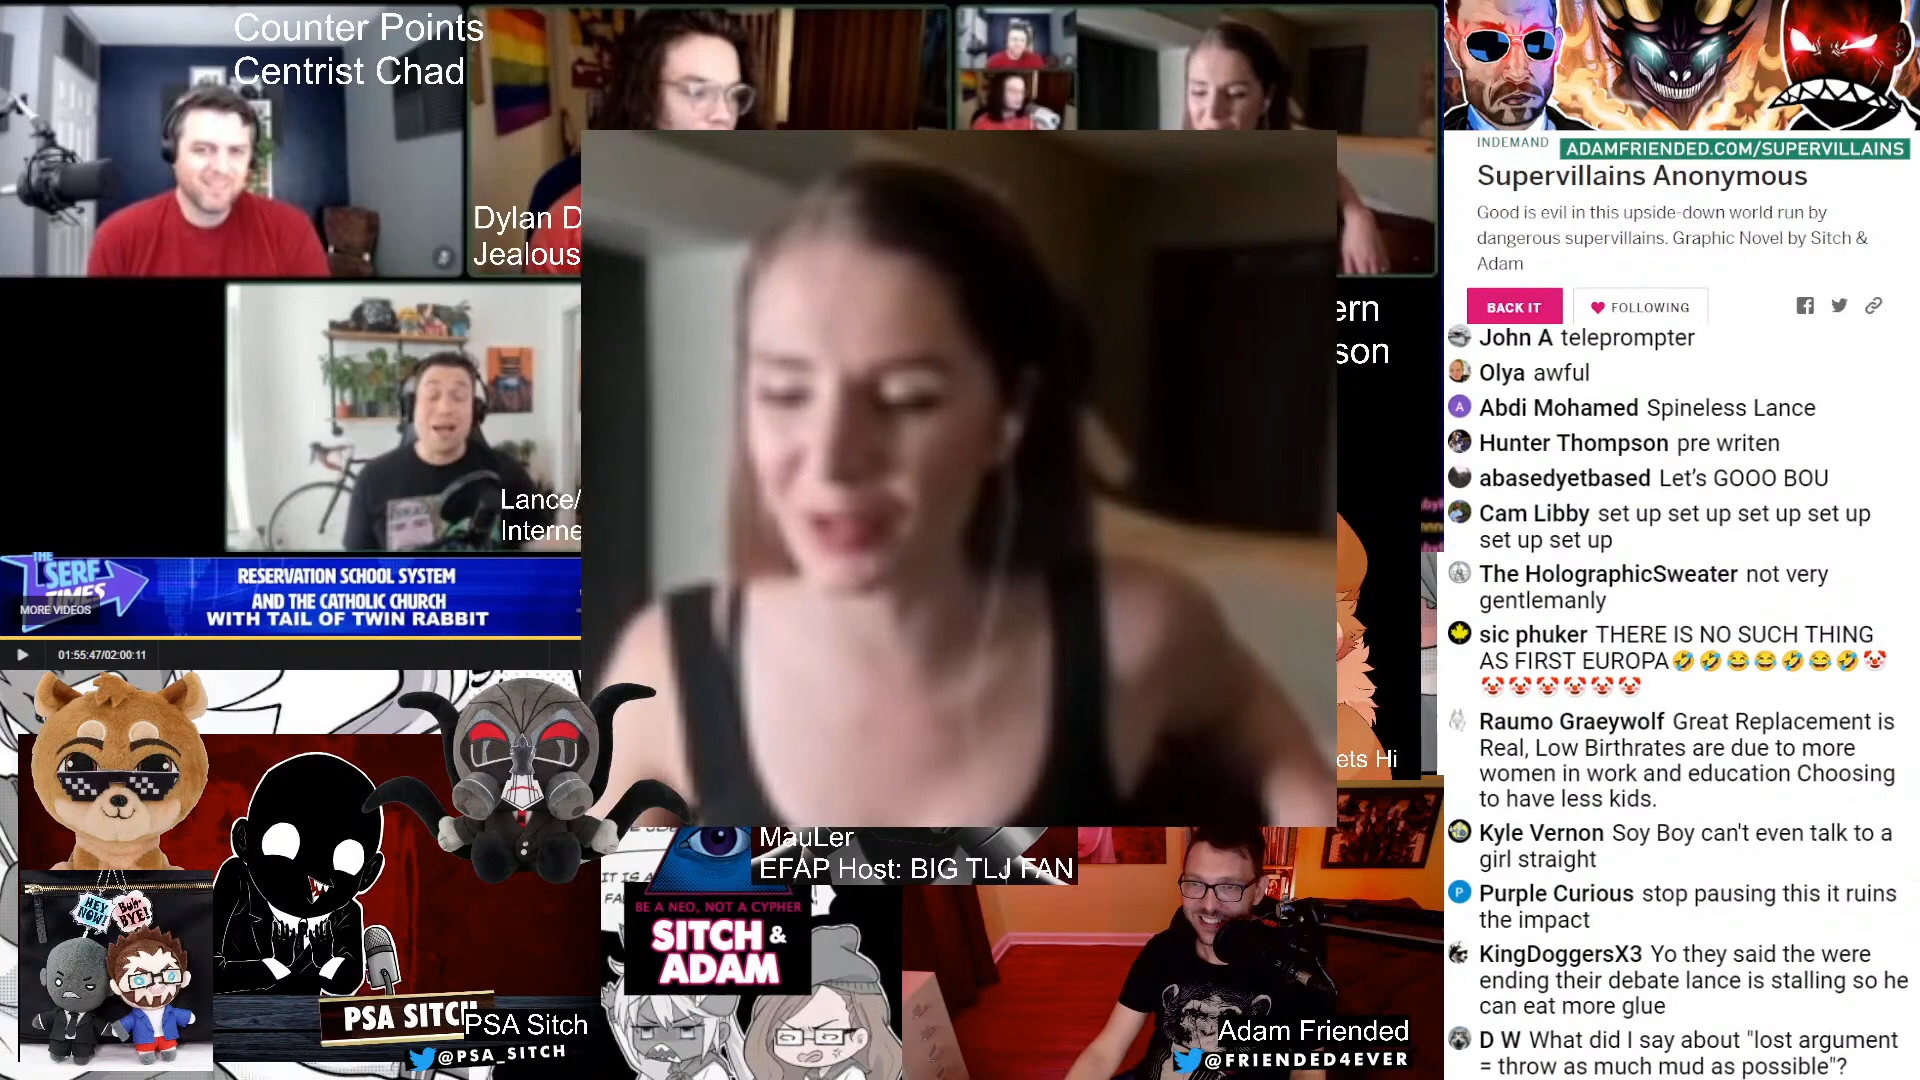 Counter Points
Centrist Chad
Dylan D
Jealous
ern
son
Lance/
Interne
THE
SERF
TIMES
MORE VIDEOS
RESERVATION SCHOOL SYSTEM
AND THE CATHOLIC CHURCH
WITH TAIL OF TWIN RABBIT
01:55:47/02:00:11
ets Hi
HEY
NOW!
BUH-
BYE!
MauLer
EFAP Host: BIG TLJ FAN
BE A NEO, NOT A CYPHER
SITCH &
ADAM
PSA SITCH
PSA Sitch
@PSA_SITCH
Adam Friended
@FRIENDED4EVER
INDEMAND
ADAMFRIENDED.COM/SUPERVILLAINS
Supervillains Anonymous
Good is evil in this upside-down world run by
dangerous supervillains. Graphic Novel by Sitch &
Adam
BACK IT
FOLLOWING
John A teleprompter
Olya awful
A
Abdi Mohamed Spineless Lance
Hunter Thompson pre writen
abasedyetbased Let's GOOO BOU
Cam Libby set up set up set up set up
set up set up
The HolographicSweater not very
gentlemanly
sic phuker THERE IS NO SUCH THING
AS FIRST EUROPA🤣🤣😂😂🤣😂🤣🤡
🤡🤡🤡🤡🤡🤡
Raumo Graeywolf Great Replacement is
Real, Low Birthrates are due to more
women in work and education Choosing
to have less kids.
Kyle Vernon Soy Boy can't even talk to a
girl straight
P
Purple Curious stop pausing this it ruins
the impact
KingDoggersX3 Yo they said the were
ending their debate lance is stalling so he
can eat more glue
D W What did I say about "lost argument
= throw as much mud as possible"?